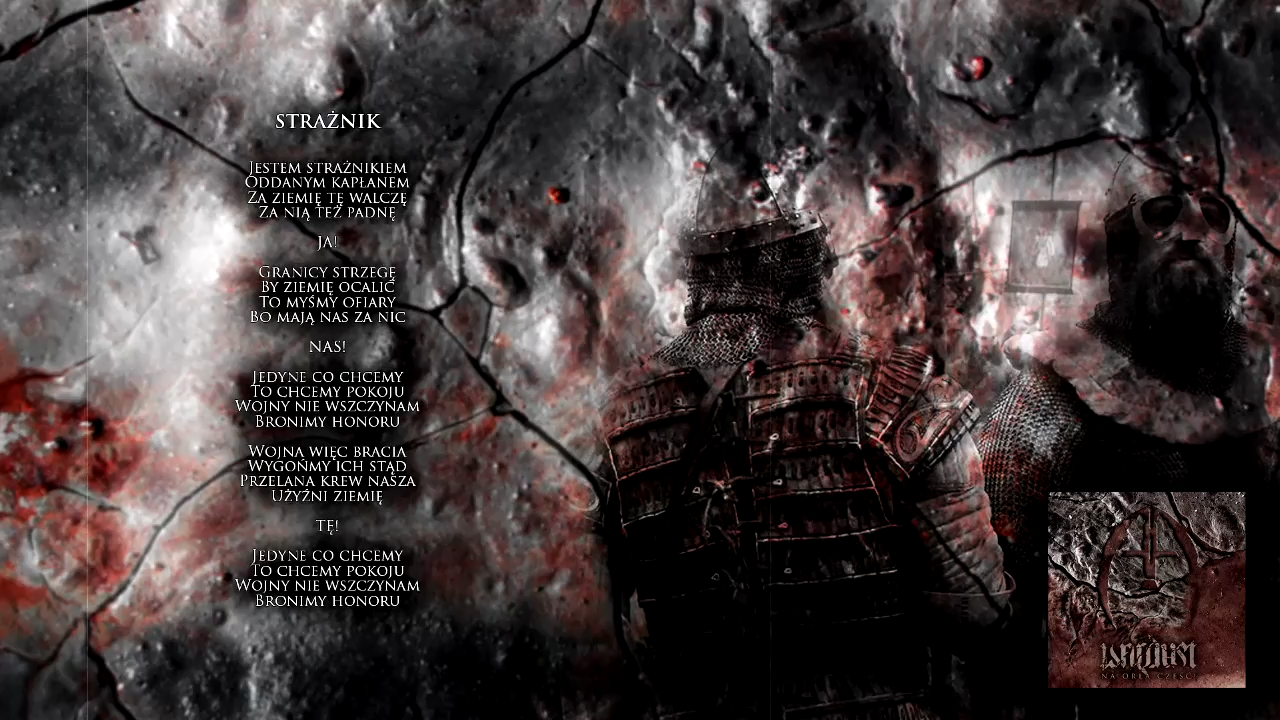 STRAŻNIK
JESTEM STRAŻNIKIEM
ODDANYM KAPŁANEM
ZA ZIEMIĘ TĘ WALCZĘ
ZA NIĄ TEŻ PADNĘ
JA!
GRANICY STRZEGĘ
BY ZIEMIĘ OCALIĆ
TO MYŚMY OFIARY
BO MAJĄ NAS ZA NIC
NAS!
JEDYNE CO CHCEMY
TO CHCEMY POKOJU
WOJNY NIE WSZCZYNAM
BRONIMY HONORU
WOJNA WIĘC BRACIA
WYGOŃMY ICH STĄD
PRZELANA KREW NASZA
UŻYŹNI ZIEMIĘ
TĘ!
JEDYNE CO CHCEMY
TO CHCEMY POKOJU
WOJNY NIE WSZCZYNAM
BRONIMY HONORU
NA ORŁA CZEŚĆ